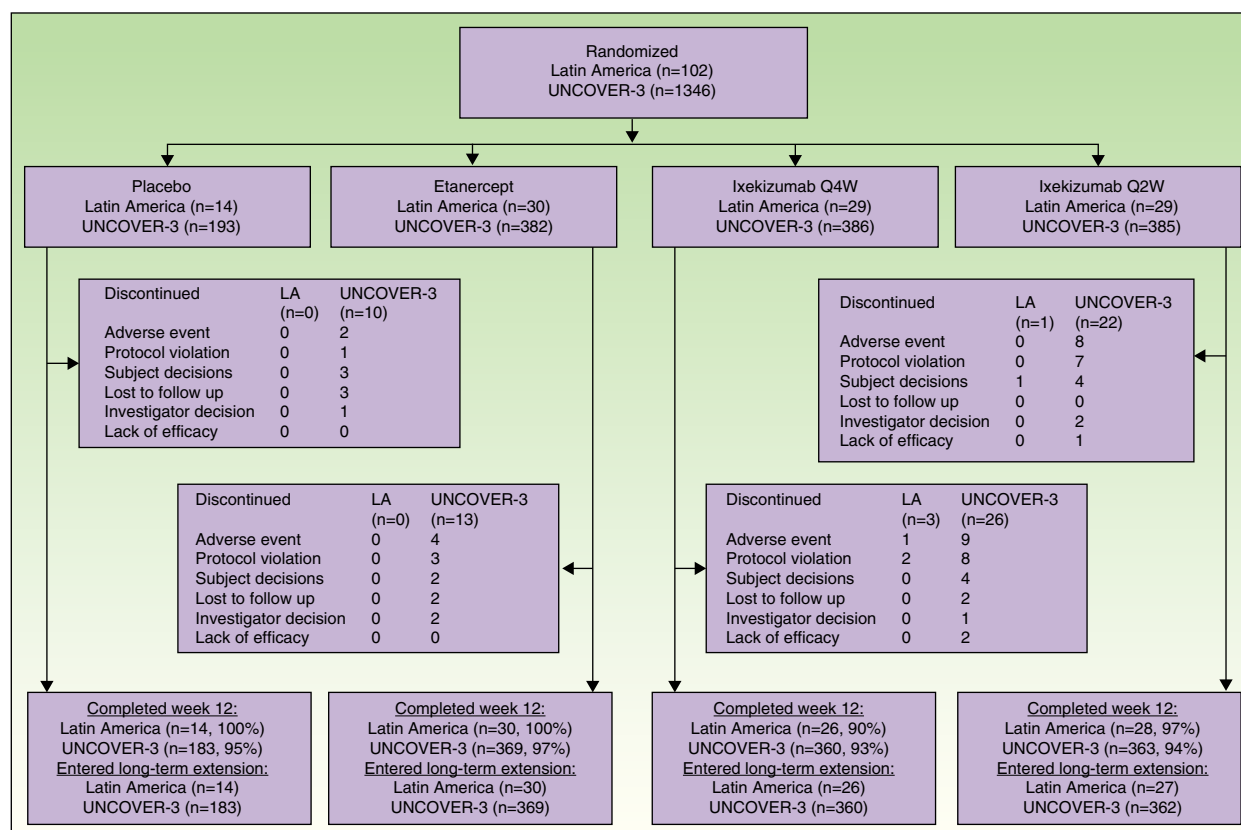 Randomized
Latin America (n=102)
UNCOVER-3 (n=1346)
Placebo
Latin America (n=14)
UNCOVER-3 (n=193)
Etanercept
Latin America (n=30)
UNCOVER-3 (n=382)
Ixekizumab Q4W
Latin America (n=29)
UNCOVER-3 (n=386)
Ixekizumab Q2W
Latin America (n=29)
UNCOVER-3 (n=385)
Discontinued LA UNCOVER-3
(n=0) (n=10)
Adverse event 0 2
Protocol violation 0 1
Subject decisions 0 3
Lost to follow up 0 3
Investigator decision 0 1
Lack of efficacy 0 0
Discontinued LA UNCOVER-3
(n=1) (n=22)
Adverse event 0 8
Protocol violation 0 7
Subject decisions 1 4
Lost to follow up 0 0
Investigator decision 0 2
Lack of efficacy 0 1
Discontinued LA UNCOVER-3
(n=0) (n=13)
Adverse event 0 4
Protocol violation 0 3
Subject decisions 0 2
Lost to follow up 0 2
Investigator decision 0 2
Lack of efficacy 0 0
Discontinued LA UNCOVER-3
(n=3) (n=26)
Adverse event 1 9
Protocol violation 2 8
Subject decisions 0 4
Lost to follow up 0 2
Investigator decision 0 1
Lack of efficacy 0 2
Completed week 12:
Latin America (n=14, 100%)
UNCOVER-3 (n=183, 95%)
Entered long-term extension:
Latin America (n=14)
UNCOVER-3 (n=183)
Completed week 12:
Latin America (n=30, 100%)
UNCOVER-3 (n=369, 97%)
Entered long-term extension:
Latin America (n=30)
UNCOVER-3 (n=369)
Completed week 12:
Latin America (n=26, 90%)
UNCOVER-3 (n=360, 93%)
Entered long-term extension:
Latin America (n=26)
UNCOVER-3 (n=360)
Completed week 12:
Latin America (n=28, 97%)
UNCOVER-3 (n=363, 94%)
Entered long-term extension:
Latin America (n=27)
UNCOVER-3 (n=362)